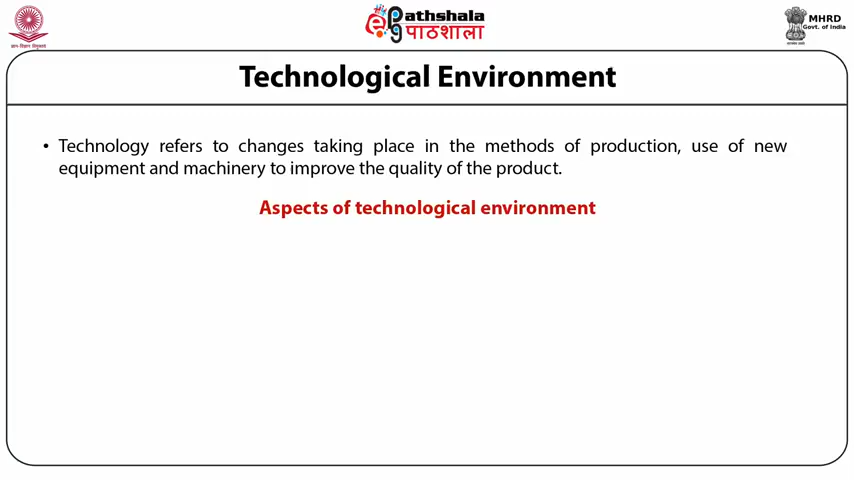 ePathshala
पाठशाला
MHRD
Govt. of India
Technological Environment
• Technology refers to changes taking place in the methods of production, use of new
equipment and machinery to improve the quality of the product.
Aspects of technological environment